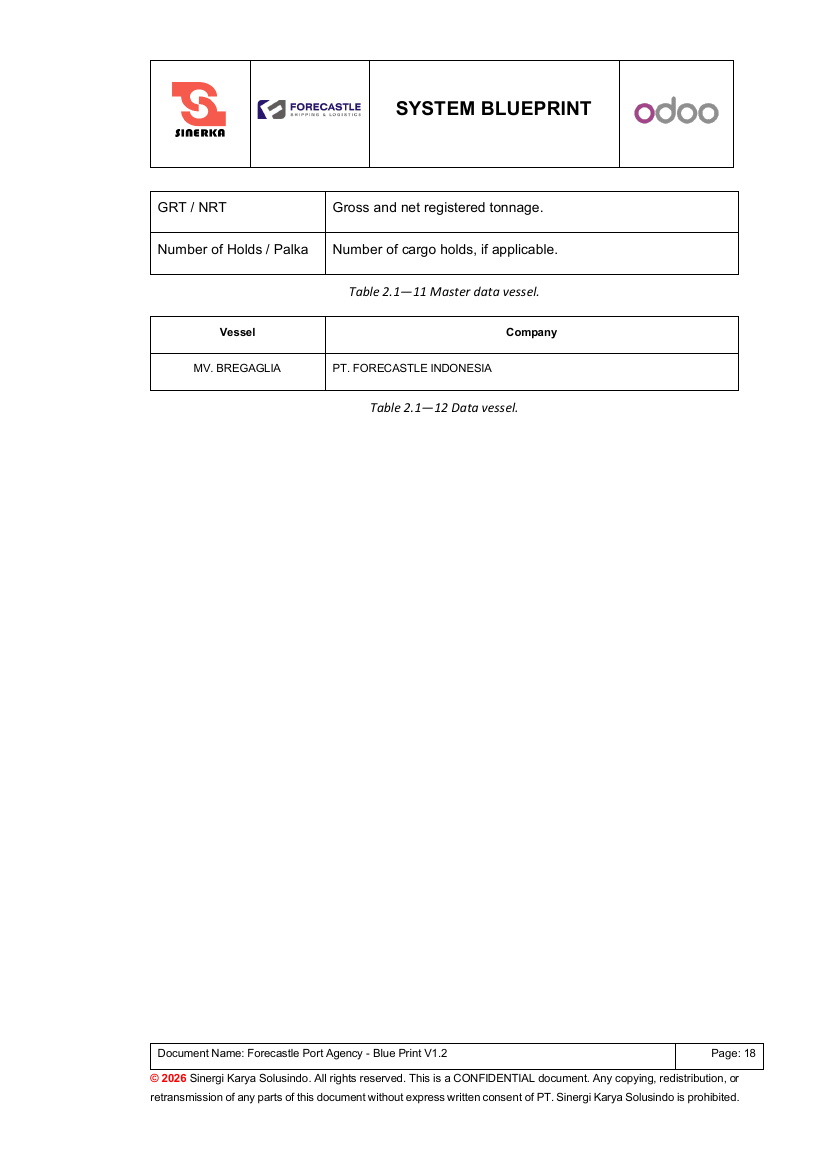 SINERKA
FORECASTLE
SHIPPING & LOGISTICS
SYSTEM BLUEPRINT
odoo
GRT / NRT
Gross and net registered tonnage.
Number of Holds / Palka
Number of cargo holds, if applicable.
Table 2.1—11 Master data vessel.
Vessel
Company
MV. BREGAGLIA
PT. FORECASTLE INDONESIA
Table 2.1—12 Data vessel.
Document Name: Forecastle Port Agency - Blue Print V1.2
Page: 18
© 2026 Sinergi Karya Solusindo. All rights reserved. This is a CONFIDENTIAL document. Any copying, redistribution, or
retransmission of any parts of this document without express written consent of PT. Sinergi Karya Solusindo is prohibited.